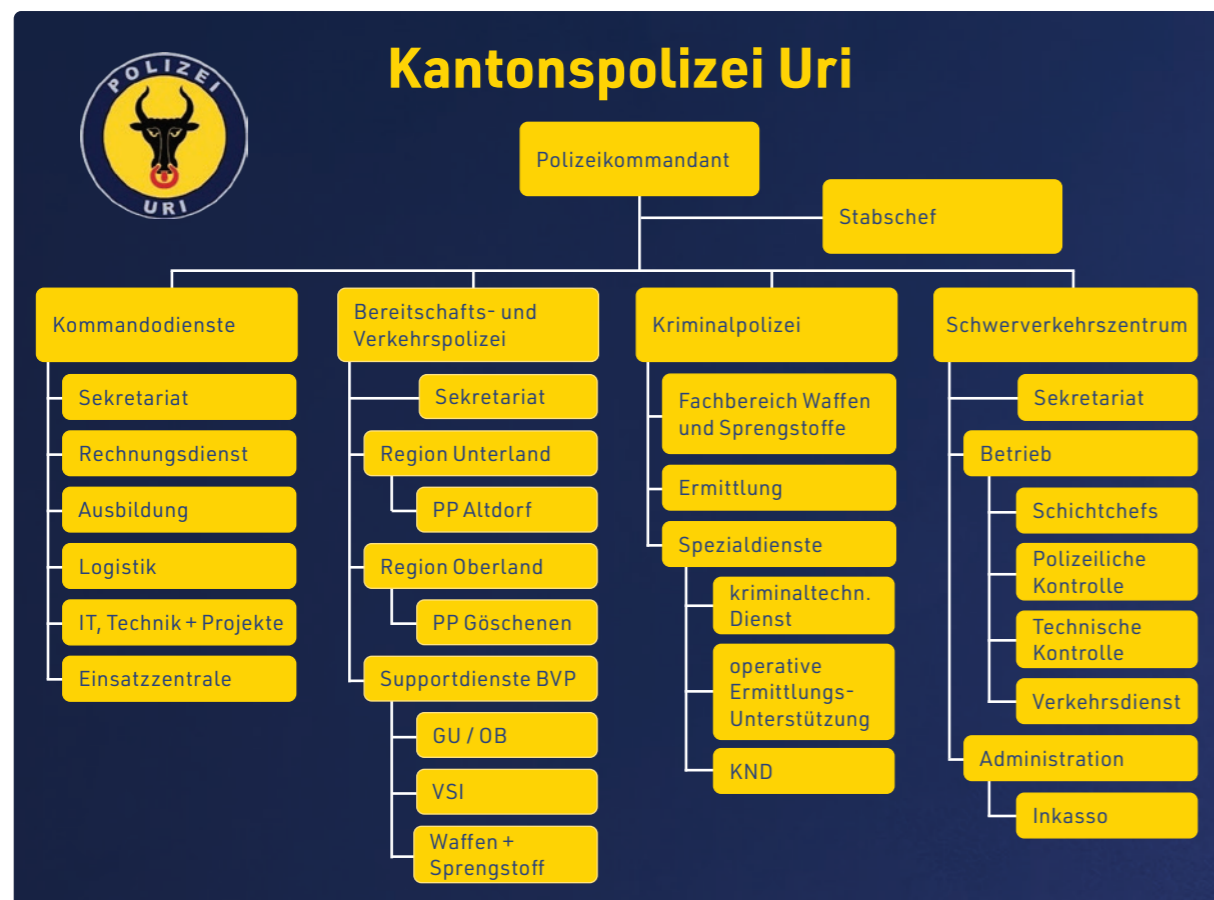 POLIZEI
URI
Kantonspolizei Uri
Polizeikommandant
Stabschef
Kommandodienste
Sekretariat
Rechnungsdienst
Ausbildung
Logistik
IT, Technik + Projekte
Einsatzzentrale
Bereitschafts- und
Verkehrspolizei
Sekretariat
Region Unterland
PP Altdorf
Region Oberland
PP Göschenen
Supportdienste BVP
GU / OB
VSI
Waffen +
Sprengstoff
Kriminalpolizei
Fachbereich Waffen
und Sprengstoffe
Ermittlung
Spezialdienste
kriminaltechn.
Dienst
operative
Ermittlungs-
Unterstützung
KND
Schwerverkehrszentrum
Sekretariat
Betrieb
Schichtchefs
Polizeiliche
Kontrolle
Technische
Kontrolle
Verkehrsdienst
Administration
Inkasso